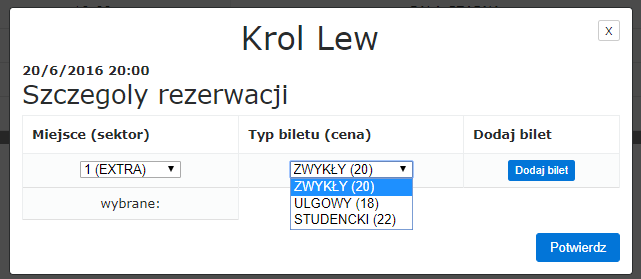 Krol Lew
X
20/6/2016 20:00
Szczegoly rezerwacji
Miejsce (sektor) Typ biletu (cena) Dodaj bilet
1 (EXTRA) ZWYKŁY (20) Dodaj bilet
ZWYKŁY (20)
wybrane: ULGOWY (18)
STUDENCKI (22)
Potwierdz